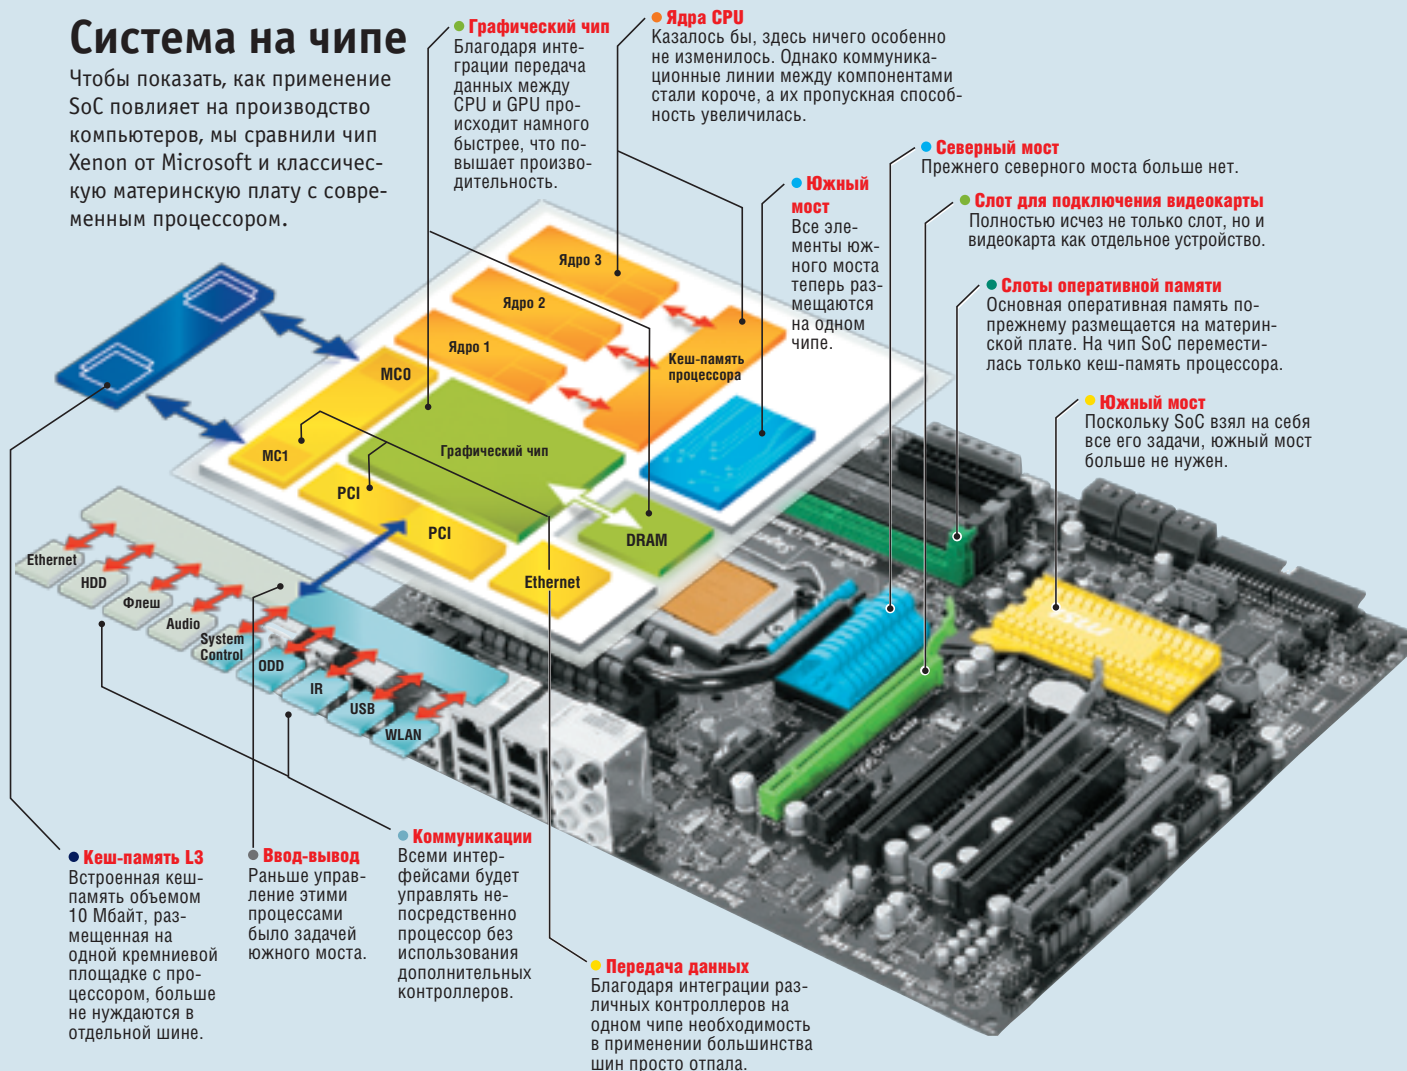 Система на чипе
Чтобы показать, как применение
SoC повлияет на производство
компьютеров, мы сравнили чип
Xenon от Microsoft и классичес-
кую материнскую плату с совре-
менным процессором.
Графический чип
Благодаря инте-
грации передача
данных между
CPU и GPU про-
исходит намного
быстрее, что по-
вышает произво-
дительность.
Ядра CPU
Казалось бы, здесь ничего особенно
не изменилось. Однако коммуника-
ционные линии между компонентами
стали короче, а их пропускная способ-
ность увеличилась.
Северный мост
Прежнего северного моста больше нет.
Южный
мост
Все эле-
менты юж-
ного моста
теперь раз-
мещаются
на одном
чипе.
Слот для подключения видеокарты
Полностью исчез не только слот, но и
видеокарта как отдельное устройство.
Слоты оперативной памяти
Основная оперативная память по-
прежнему размещается на материн-
ской плате. На чип SoC перемести-
лась только кеш-память процессора.
Южный мост
Поскольку SoC взял на себя
все его задачи, южный мост
больше не нужен.
Ядро 3
Ядро 2
Ядро 1
Кеш-память
процессора
MC0
MC1
Графический чип
PCI
PCI
DRAM
Ethernet
Ethernet
HDD
Флеш
Audio
System
Control
ODD
IR
USB
WLAN
msi
Кеш-память L3
Встроенная кеш-
память объемом
10 Мбайт, раз-
мещенная на
одной кремниевой
площадке с про-
цессором, больше
не нуждаются в
отдельной шине.
Ввод-вывод
Раньше управ-
ление этими
процессами
было задачей
южного моста.
Коммуникации
Всеми интер-
фейсами будет
управлять не-
посредственно
процессор без
использования
дополнительных
контроллеров.
Передача данных
Благодаря интеграции раз-
личных контроллеров на
одном чипе необходимость
в применении большинства
шин просто отпала.